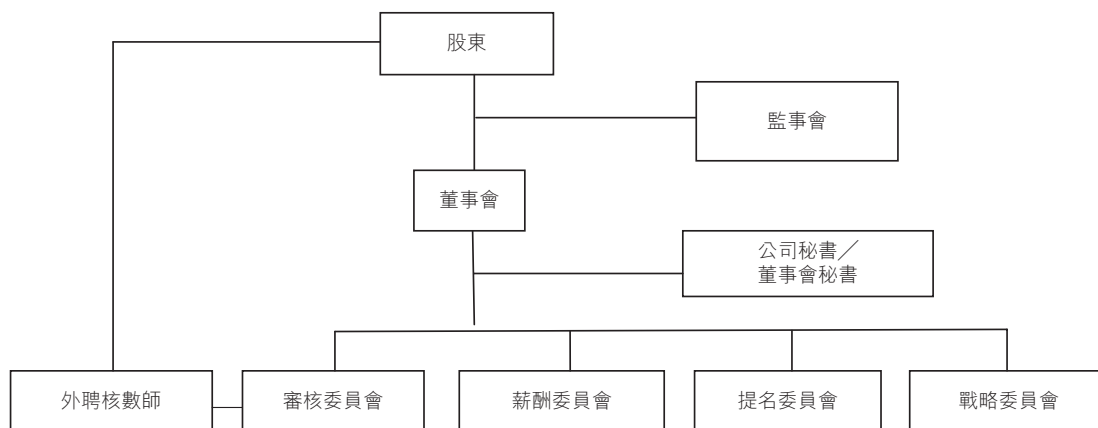 股東
監事會
董事會
公司秘書／
董事會秘書
外聘核數師
審核委員會
薪酬委員會
提名委員會
戰略委員會